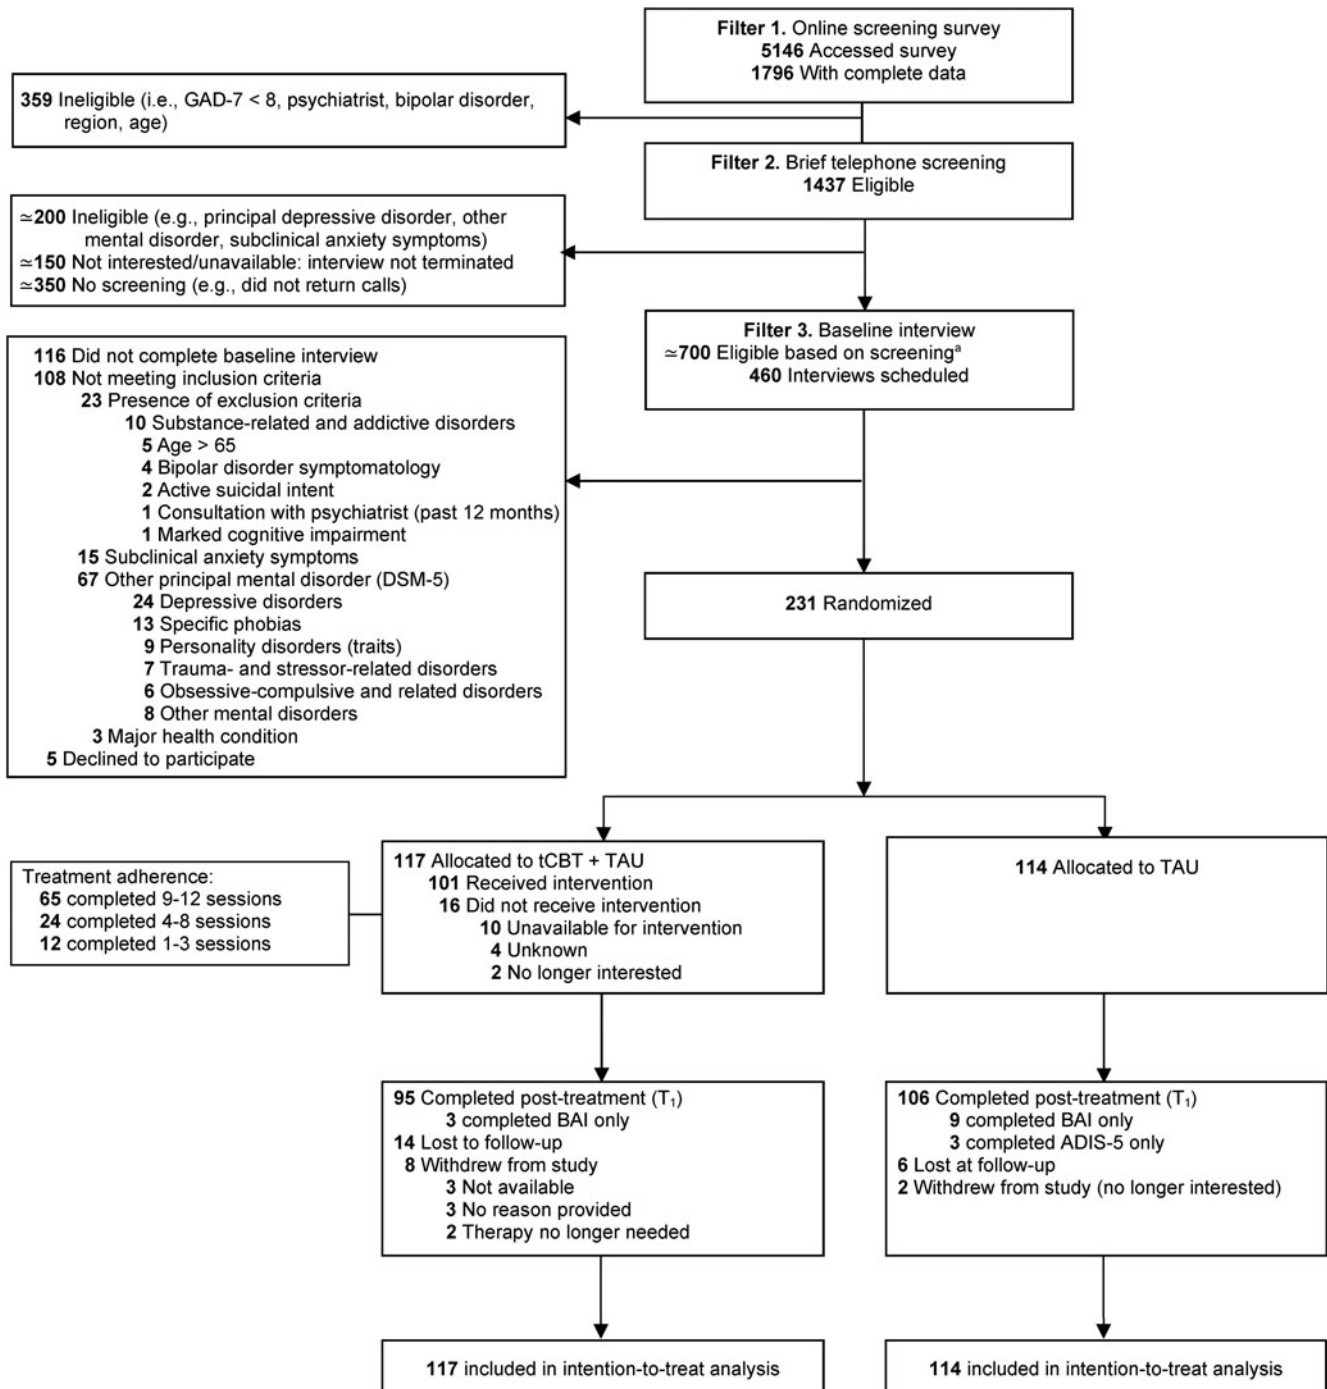 Filter 1. Online screening survey
5146 Accessed survey
1796 With complete data
359 Ineligible (i.e., GAD-7 < 8, psychiatrist, bipolar disorder,
region, age)
Filter 2. Brief telephone screening
1437 Eligible
≃200 Ineligible (e.g., principal depressive disorder, other
mental disorder, subclinical anxiety symptoms)
≃150 Not interested/unavailable: interview not terminated
≃350 No screening (e.g., did not return calls)
Filter 3. Baseline interview
≃700 Eligible based on screeningª
460 Interviews scheduled
116 Did not complete baseline interview
108 Not meeting inclusion criteria
23 Presence of exclusion criteria
10 Substance-related and addictive disorders
5 Age > 65
4 Bipolar disorder symptomatology
2 Active suicidal intent
1 Consultation with psychiatrist (past 12 months)
1 Marked cognitive impairment
15 Subclinical anxiety symptoms
67 Other principal mental disorder (DSM-5)
24 Depressive disorders
13 Specific phobias
9 Personality disorders (traits)
7 Trauma- and stressor-related disorders
6 Obsessive-compulsive and related disorders
8 Other mental disorders
3 Major health condition
5 Declined to participate
231 Randomized
117 Allocated to tCBT + TAU
101 Received intervention
16 Did not receive intervention
10 Unavailable for intervention
4 Unknown
2 No longer interested
Treatment adherence:
65 completed 9-12 sessions
24 completed 4-8 sessions
12 completed 1-3 sessions
114 Allocated to TAU
95 Completed post-treatment (T₁)
3 completed BAI only
14 Lost to follow-up
8 Withdrew from study
3 Not available
3 No reason provided
2 Therapy no longer needed
106 Completed post-treatment (T₁)
9 completed BAI only
3 completed ADIS-5 only
6 Lost at follow-up
2 Withdrew from study (no longer interested)
117 included in intention-to-treat analysis
114 included in intention-to-treat analysis